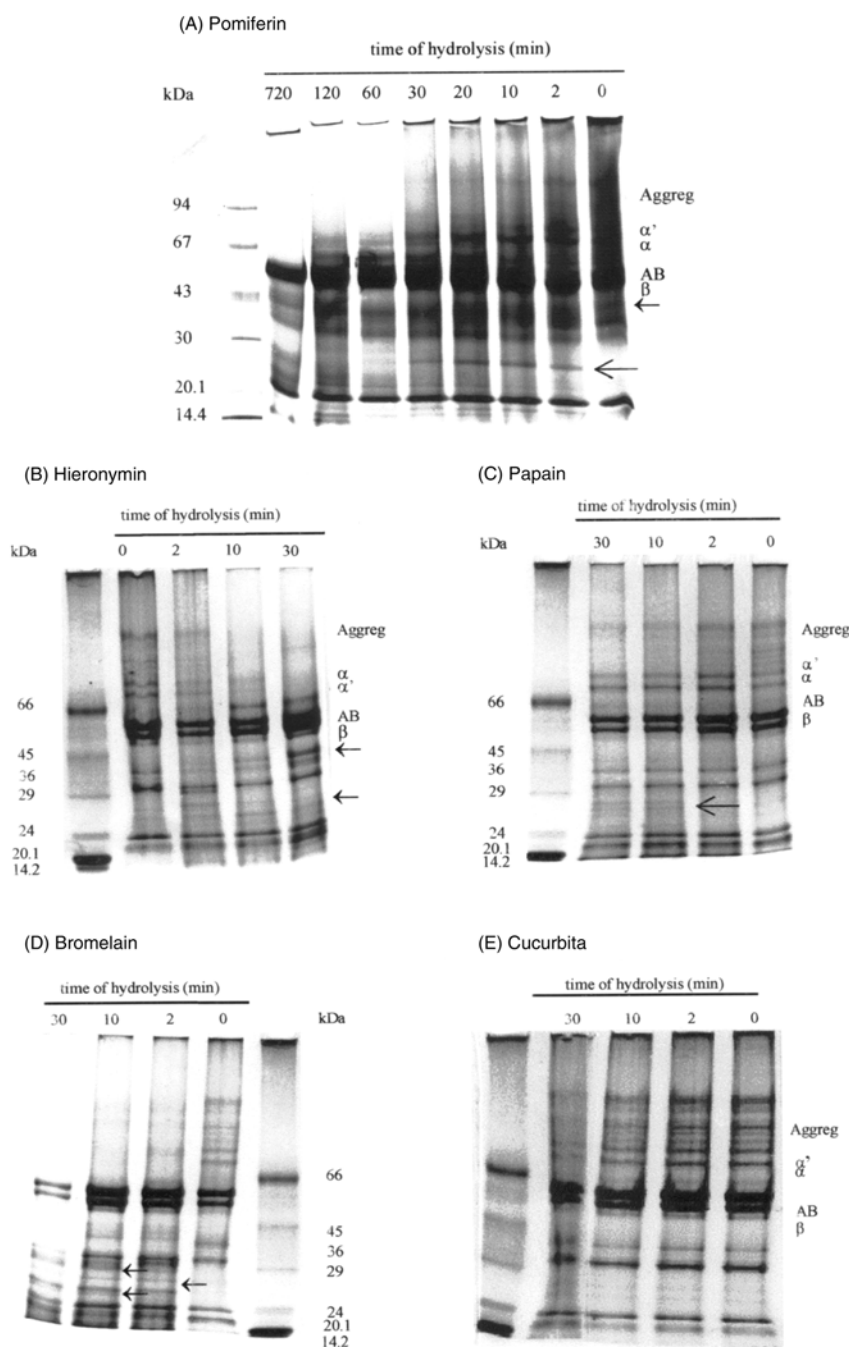 (A) Pomiferin
time of hydrolysis (min)
kDa 720 120 60 30 20 10 2 0
Aggreg
94
α'
67 α
AB
43 β
30
20.1
14.4
(B) Hieronymin
time of hydrolysis (min)
kDa 0 2 10 30
Aggreg
α
α'
66
AB
β
45
36
29
24
20.1
14.2
(C) Papain
time of hydrolysis (min)
kDa 30 10 2 0
Aggreg
α'
α
66 AB
β
45
36
29
24
20.1
14.2
(D) Bromelain
time of hydrolysis (min)
30 10 2 0 kDa
66
45
36
29
24
20.1
14.2
(E) Cucurbita
time of hydrolysis (min)
30 10 2 0
Aggreg
α'
α
AB
β